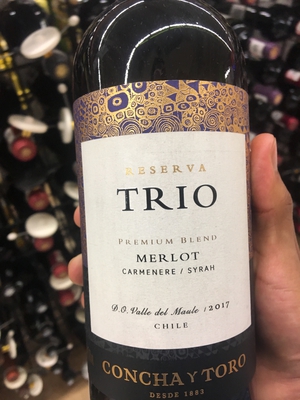 RESERVA
TRIO
PREMIUM BLEND
MERLOT
CARMENERE / SYRAH
D.O. Valle del Maule / 2017
CHILE
CONCHA Y TORO
DESDE 1883